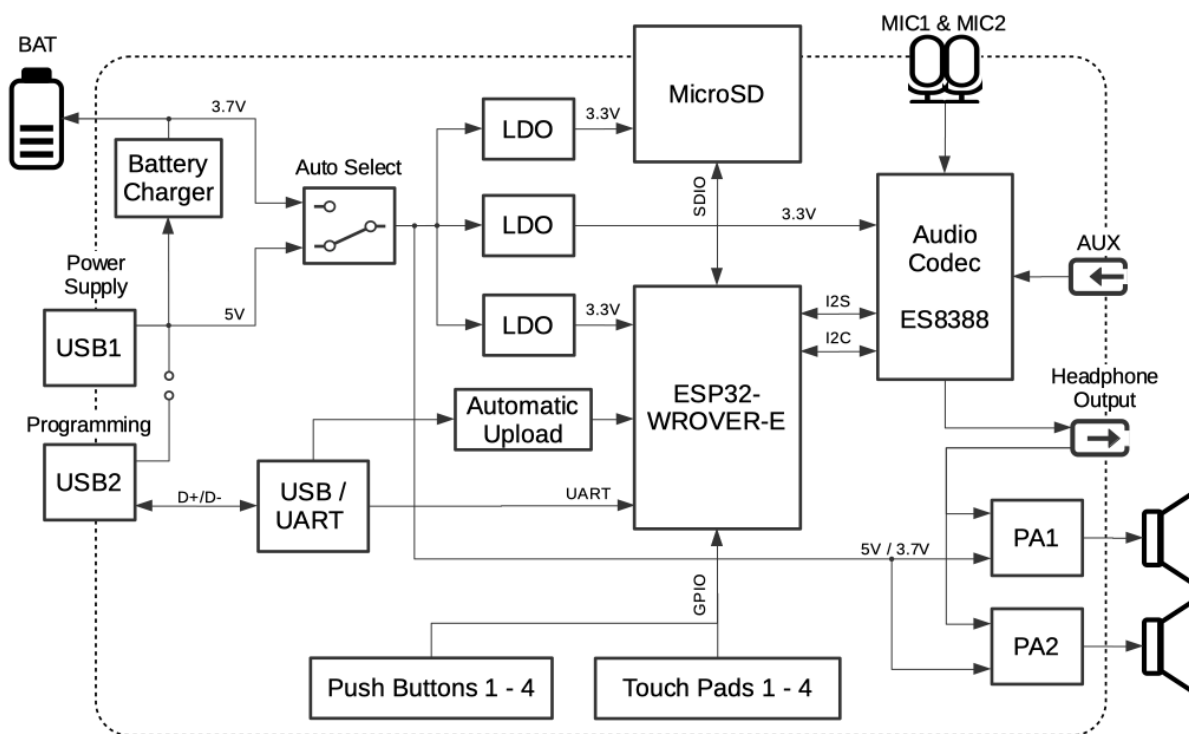 BAT
MIC1 & MIC2
3.7V
LDO
3.3V
MicroSD
Battery
Charger
Auto Select
SDIO
LDO
3.3V
Audio
Codec
ES8388
AUX
Power
Supply
USB1
5V
LDO
3.3V
I2S
I2C
ESP32-
WROVER-E
Headphone
Output
Programming
USB2
Automatic
Upload
D+/D-
USB /
UART
UART
5V / 3.7V
PA1
GPIO
PA2
Push Buttons 1 - 4
Touch Pads 1 - 4